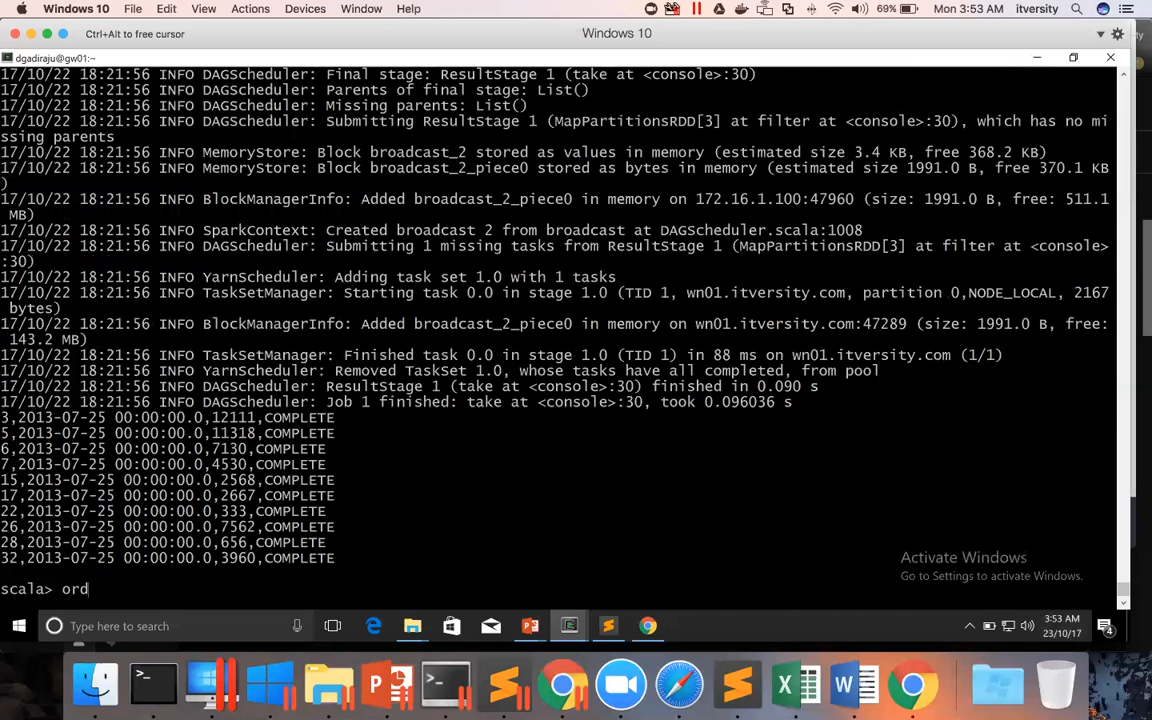 Windows 10 File Edit View Actions Devices Window Help 69% Mon 3:53 AM itversity
Ctrl+Alt to free cursor Windows 10
dgadiraju@gw01:~
17/10/22 18:21:56 INFO DAGScheduler: Final stage: ResultStage 1 (take at <console>:30)
17/10/22 18:21:56 INFO DAGScheduler: Parents of final stage: List()
17/10/22 18:21:56 INFO DAGScheduler: Missing parents: List()
17/10/22 18:21:56 INFO DAGScheduler: Submitting ResultStage 1 (MapPartitionsRDD[3] at filter at <console>:30), which has no mi
ssing parents
17/10/22 18:21:56 INFO MemoryStore: Block broadcast_2 stored as values in memory (estimated size 3.4 KB, free 368.2 KB)
17/10/22 18:21:56 INFO MemoryStore: Block broadcast_2_piece0 stored as bytes in memory (estimated size 1991.0 B, free 370.1 KB
)
17/10/22 18:21:56 INFO BlockManagerInfo: Added broadcast_2_piece0 in memory on 172.16.1.100:47960 (size: 1991.0 B, free: 511.1
MB)
17/10/22 18:21:56 INFO SparkContext: Created broadcast 2 from broadcast at DAGScheduler.scala:1008
17/10/22 18:21:56 INFO DAGScheduler: Submitting 1 missing tasks from ResultStage 1 (MapPartitionsRDD[3] at filter at <console>
:30)
17/10/22 18:21:56 INFO YarnScheduler: Adding task set 1.0 with 1 tasks
17/10/22 18:21:56 INFO TaskSetManager: Starting task 0.0 in stage 1.0 (TID 1, wn01.itversity.com, partition 0,NODE_LOCAL, 2167
bytes)
17/10/22 18:21:56 INFO BlockManagerInfo: Added broadcast_2_piece0 in memory on wn01.itversity.com:47289 (size: 1991.0 B, free:
143.2 MB)
17/10/22 18:21:56 INFO TaskSetManager: Finished task 0.0 in stage 1.0 (TID 1) in 88 ms on wn01.itversity.com (1/1)
17/10/22 18:21:56 INFO YarnScheduler: Removed TaskSet 1.0, whose tasks have all completed, from pool
17/10/22 18:21:56 INFO DAGScheduler: ResultStage 1 (take at <console>:30) finished in 0.090 s
17/10/22 18:21:56 INFO DAGScheduler: Job 1 finished: take at <console>:30, took 0.096036 s
3,2013-07-25 00:00:00.0,12111,COMPLETE
5,2013-07-25 00:00:00.0,11318,COMPLETE
6,2013-07-25 00:00:00.0,7130,COMPLETE
7,2013-07-25 00:00:00.0,4530,COMPLETE
15,2013-07-25 00:00:00.0,2568,COMPLETE
17,2013-07-25 00:00:00.0,2667,COMPLETE
22,2013-07-25 00:00:00.0,333,COMPLETE
26,2013-07-25 00:00:00.0,7562,COMPLETE
28,2013-07-25 00:00:00.0,656,COMPLETE
32,2013-07-25 00:00:00.0,3960,COMPLETE
Activate Windows
Go to Settings to activate Windows.
scala> ord
Type here to search
3:53 AM
23/10/17
4